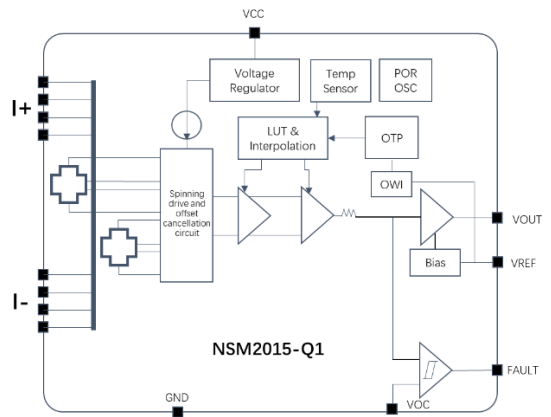 VCC
Voltage
Regulator
Temp
Sensor
POR
OSC
I+
LUT &
Interpolation
OTP
OWI
Spinning
drive and
offset
cancellation
circuit
VOUT
Bias
VREF
I-
NSM2015-Q1
FAULT
GND
VOC